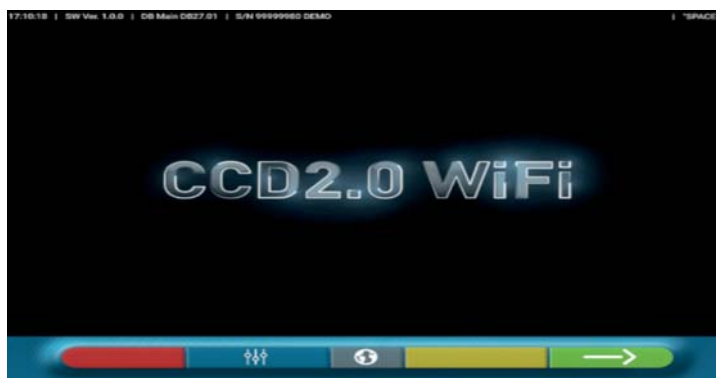 17:10:18 | SW Ver. 1.0.0 | DB Main DB27.01 | S/N 99999980 DEMO | "SPACE
CCD2.0 WiFi